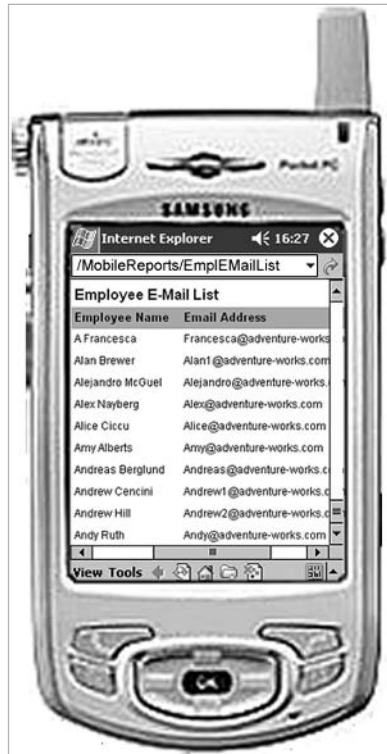 Pocket PC
SAMSUNG
Internet Explorer 16:27
/MobileReports/EmplEMailList
Employee E-Mail List
Employee Name Email Address
A Francesca Francesca@adventure-works
Alan Brewer Alan1@adventure-works.com
Alejandro McGuel Alejandro@adventure-works
Alex Nayberg Alex@adventure-works.com
Alice Ciccu Alice@adventure-works.com
Amy Alberts Amy@adventure-works.com
Andreas Berglund Andreas@adventure-works.c
Andrew Cencini Andrew1@adventure-works.c
Andrew Hill Andrew2@adventure-works.c
Andy Ruth Andy@adventure-works.com
View Tools
OK